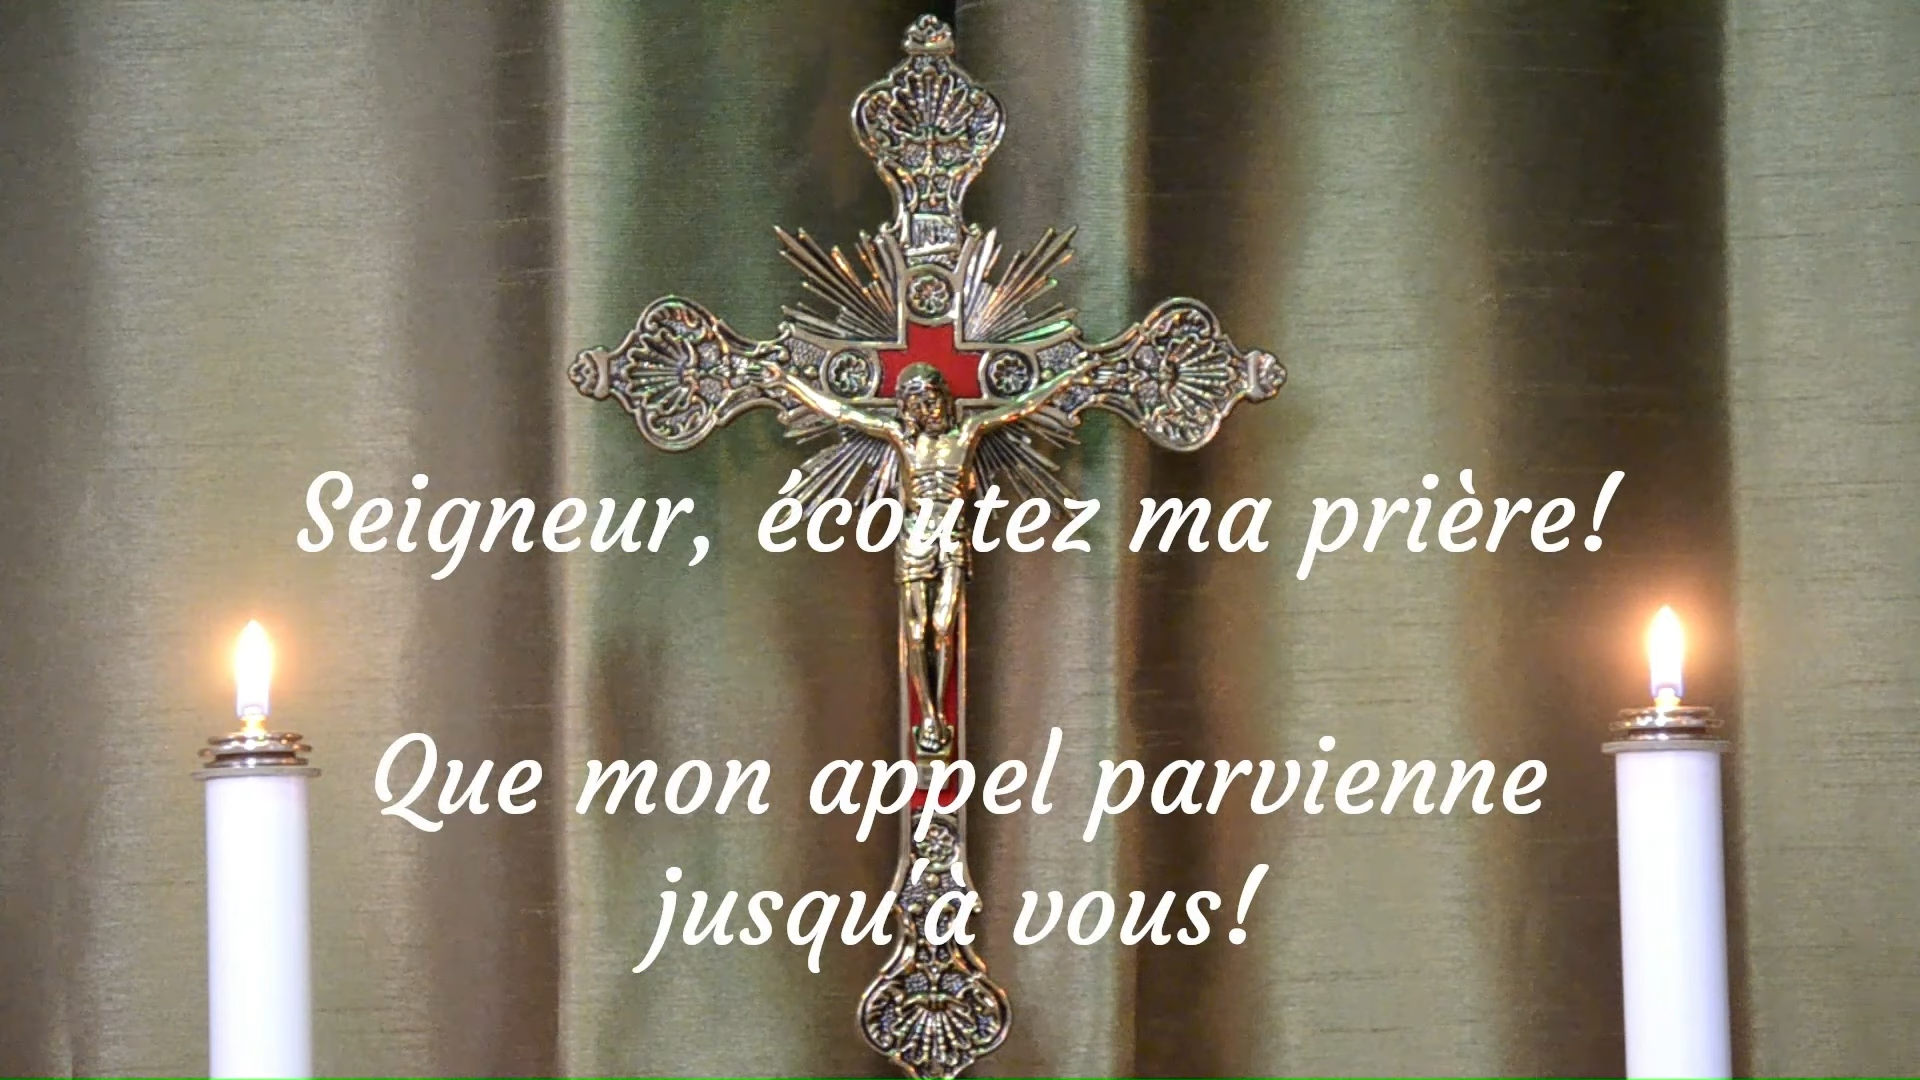 Seigneur, écoutez ma prière!
Que mon appel parvienne
jusqu'à vous!